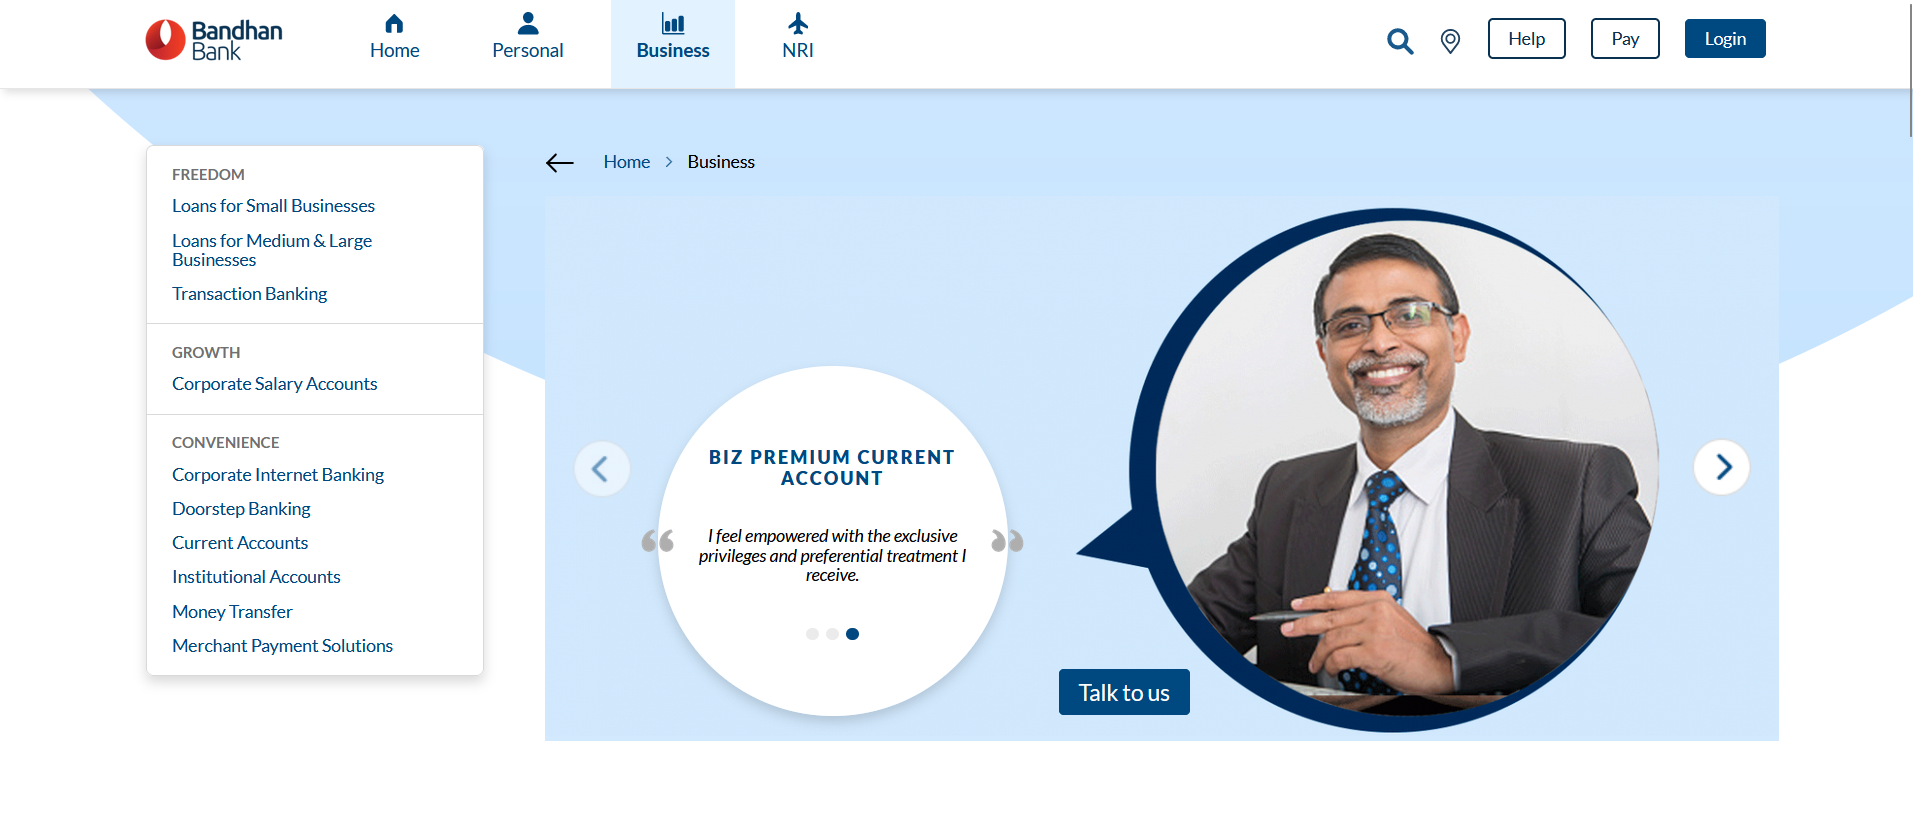 Bandhan
Bank
Home
Personal
Business
NRI
Help
Pay
Login
FREEDOM
Loans for Small Businesses
Loans for Medium & Large
Businesses
Transaction Banking
GROWTH
Corporate Salary Accounts
CONVENIENCE
Corporate Internet Banking
Doorstep Banking
Current Accounts
Institutional Accounts
Money Transfer
Merchant Payment Solutions
Home > Business
BIZ PREMIUM CURRENT
ACCOUNT
“ I feel empowered with the exclusive
privileges and preferential treatment I
receive. ”
Talk to us